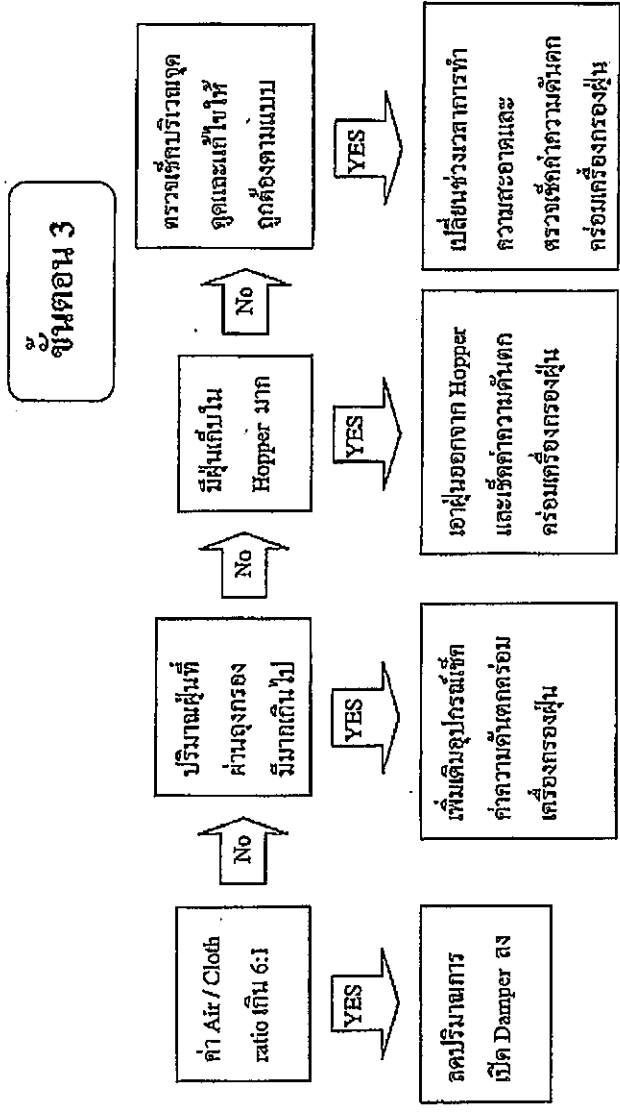 ขั้นตอน 3
ค่า Air / Cloth
ratio เกิน 6:1
No
ปริมาณฝุ่นที่
ผ่านถุงกรอง
มีมากเกินไป
No
มีฝุ่นเก็บใน
Hopper มาก
No
ตรวจเช็คบริเวณจุด
ดูดและแก้ไขให้
ถูกต้องตามแบบ
YES
YES
YES
YES
ลดปริมาณการ
เปิด Damper ลง
เพิ่มเติมอุปกรณ์เช็ค
ค่าความดันตกคร่อม
เครื่องกรองฝุ่น
เอาฝุ่นออกจาก Hopper
และเช็คค่าความดันตก
คร่อมเครื่องกรองฝุ่น
เปลี่ยนช่วงเวลาการทำ
ความสะอาดและ
ตรวจเช็คค่าความดันตก
คร่อมเครื่องกรองฝุ่น